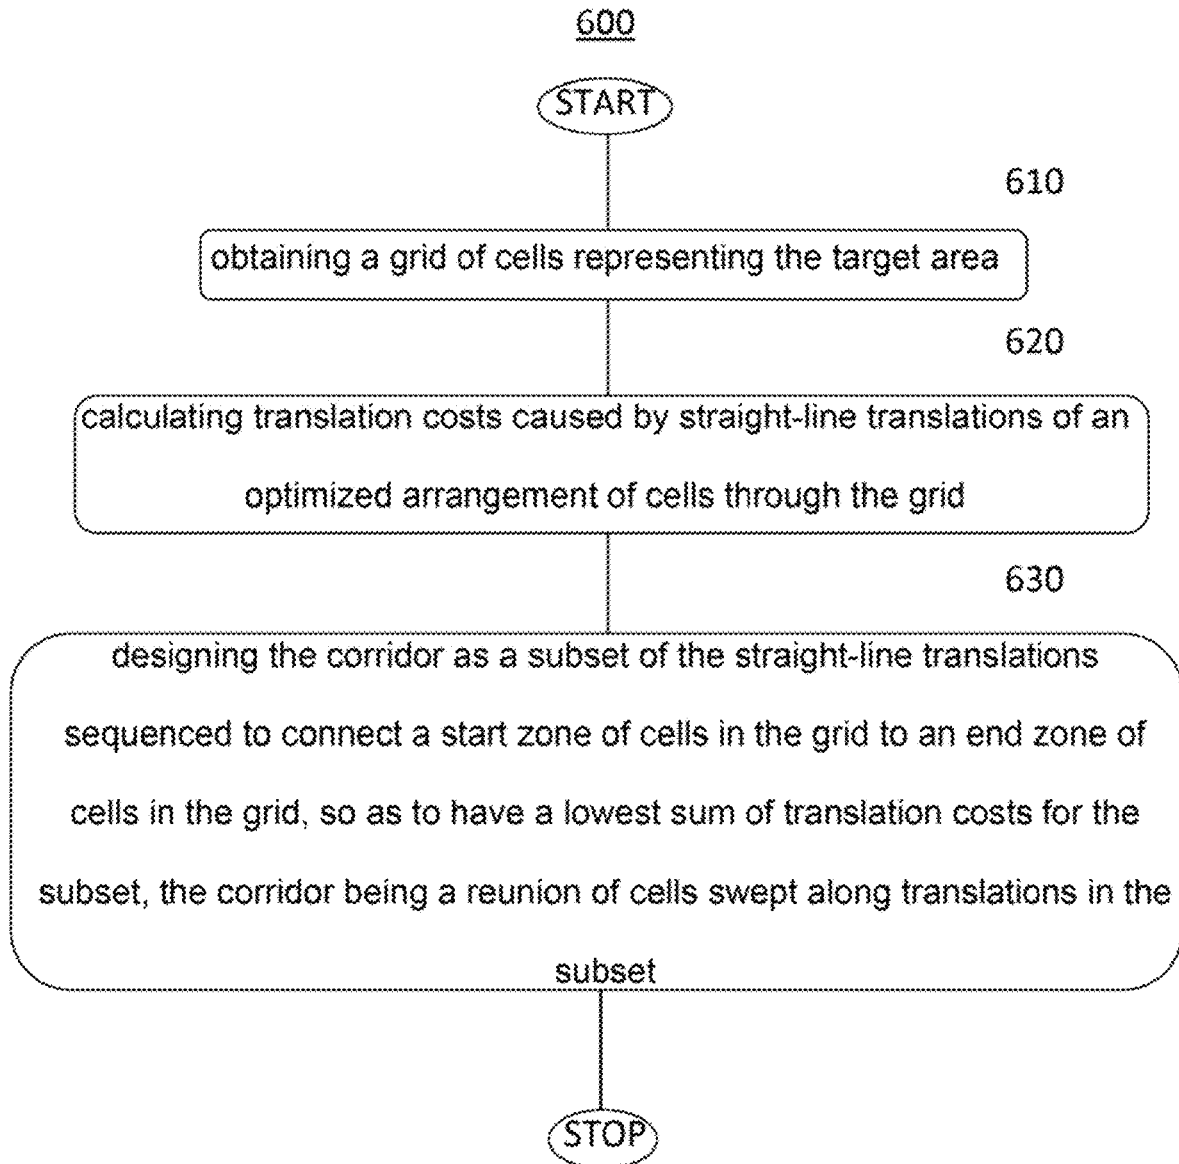 600
START
610
obtaining a grid of cells representing the target area
620
calculating translation costs caused by straight-line translations of an
optimized arrangement of cells through the grid
630
designing the corridor as a subset of the straight-line translations
sequenced to connect a start zone of cells in the grid to an end zone of
cells in the grid, so as to have a lowest sum of translation costs for the
subset, the corridor being a reunion of cells swept along translations in the
subset
STOP